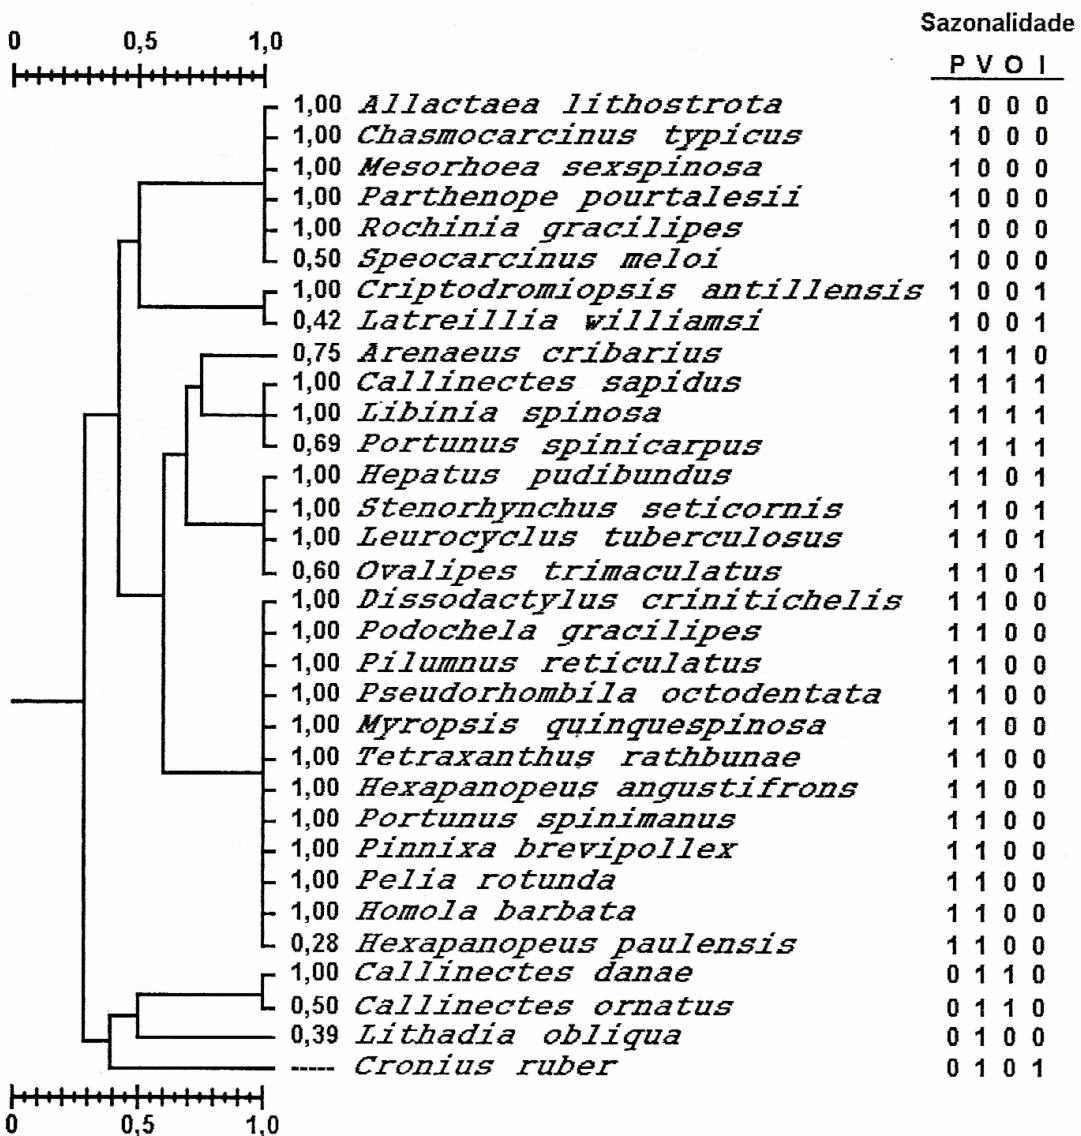 Sazonalidade
0 0,5 1,0
P V O I
1,00 Allactaea lithostrota 1 0 0 0
1,00 Chasmocarcinus typicus 1 0 0 0
1,00 Mesorhoea sexspinosa 1 0 0 0
1,00 Parthenope pourtalesii 1 0 0 0
1,00 Rochinia gracilipes 1 0 0 0
0,50 Speocarcinus meloi 1 0 0 0
1,00 Criptodromiopsis antillensis 1 0 0 1
0,42 Latreillia williamsi 1 0 0 1
0,75 Arenaeus cribarius 1 1 1 0
1,00 Callinectes sapidus 1 1 1 1
1,00 Libinia spinosa 1 1 1 1
0,69 Portunus spinicarpus 1 1 1 1
1,00 Hepatus pudibundus 1 1 0 1
1,00 Stenorhynchus seticornis 1 1 0 1
1,00 Leurocyclus tuberculosus 1 1 0 1
0,60 Ovalipes trimaculatus 1 1 0 1
1,00 Dissodactylus crinitichelis 1 1 0 0
1,00 Podochela gracilipes 1 1 0 0
1,00 Pilumnus reticulatus 1 1 0 0
1,00 Pseudorhombila octodentata 1 1 0 0
1,00 Myropsis quinquespinosa 1 1 0 0
1,00 Tetraxanthus rathbunae 1 1 0 0
1,00 Hexapanopeus angustifrons 1 1 0 0
1,00 Portunus spinimanus 1 1 0 0
1,00 Pinnixa brevipollex 1 1 0 0
1,00 Pelia rotunda 1 1 0 0
1,00 Homola barbata 1 1 0 0
0,28 Hexapanopeus paulensis 1 1 0 0
1,00 Callinectes danae 0 1 1 0
0,50 Callinectes ornatus 0 1 1 0
0,39 Lithadia obliqua 0 1 0 0
----- Cronius ruber 0 1 0 1
0 0,5 1,0